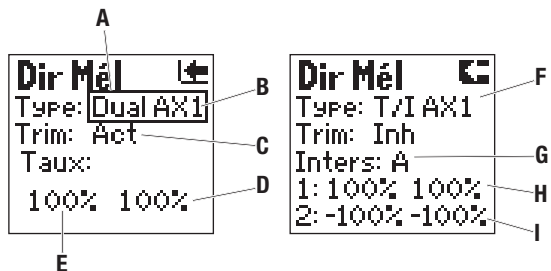 A
Dir Mél
Type: Dual AX1
B
Trim: Act
C
Taux:
100% 100%
D
E
Dir Mél
Type: T/I AX1
F
Trim: Inh
Inters: A
G
1: 100% 100%
H
2: -100% -100%
I